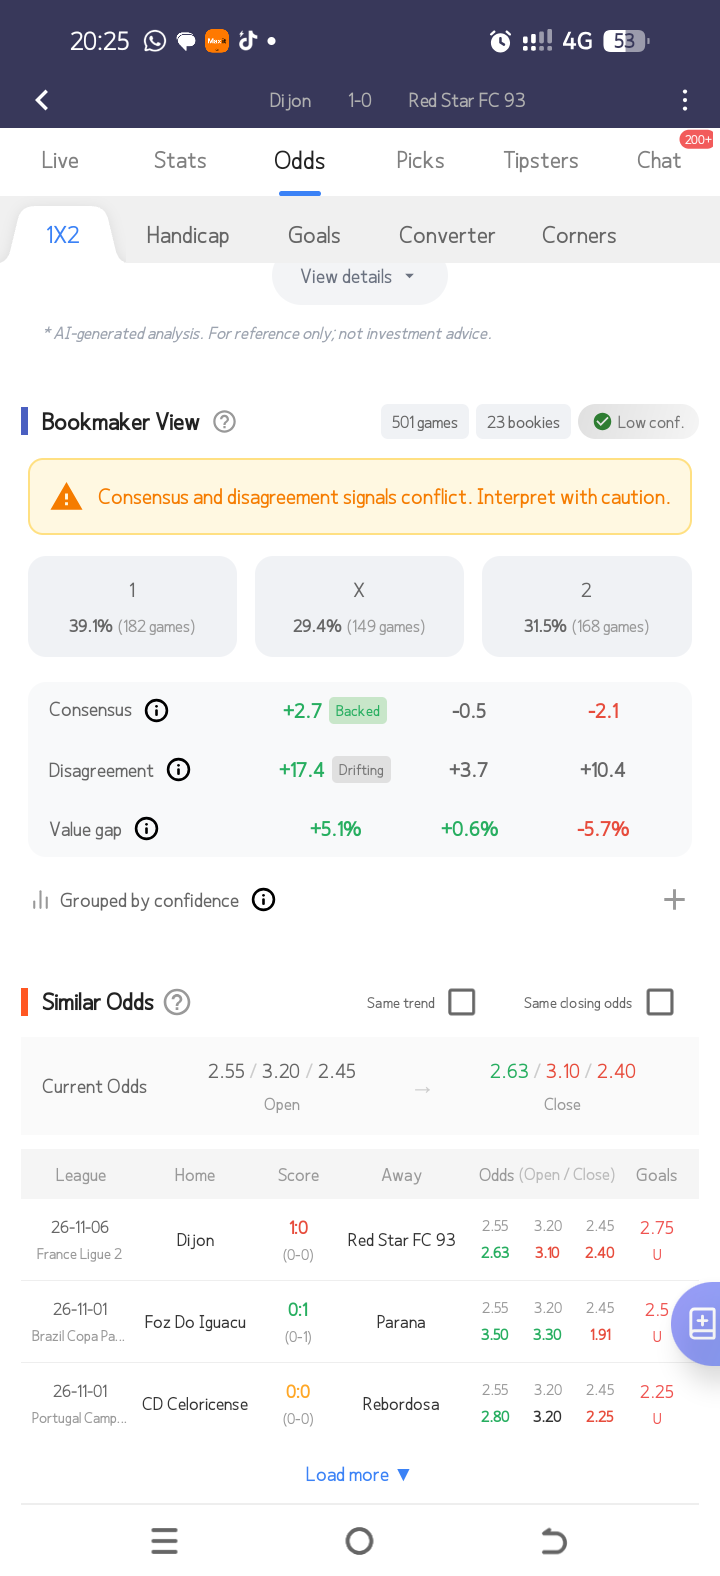 20:25 4G 53
Dijon 1-0 Red Star FC 93
200+
Live Stats Odds Picks Tipsters Chat
1X2 Handicap Goals Converter Corners
View details
* AI-generated analysis. For reference only; not investment advice.
Bookmaker View 501 games 23 bookies Low conf.
Consensus and disagreement signals conflict. Interpret with caution.
1 X 2
39.1% (182 games) 29.4% (149 games) 31.5% (168 games)
Consensus +2.7 Backed -0.5 -2.1
Disagreement +17.4 Drifting +3.7 +10.4
Value gap +5.1% +0.6% -5.7%
Grouped by confidence
Similar Odds Same trend Same closing odds
2.55 / 3.20 / 2.45 → 2.63 / 3.10 / 2.40
Current Odds
Open Close
League Home Score Away Odds (Open / Close) Goals
26-11-06 1:0 2.55 3.20 2.45 2.75
Dijon Red Star FC 93
France Ligue 2 (0-0) 2.63 3.10 2.40 U
26-11-01 0:1 2.55 3.20 2.45 2.5
Foz Do Iguacu Parana
Brazil Copa Pa... (0-1) 3.50 3.30 1.91 U
26-11-01 0:0 2.55 3.20 2.45 2.25
CD Celoricense Rebordosa
Portugal Camp... (0-0) 2.80 3.20 2.25 U
Load more ▼